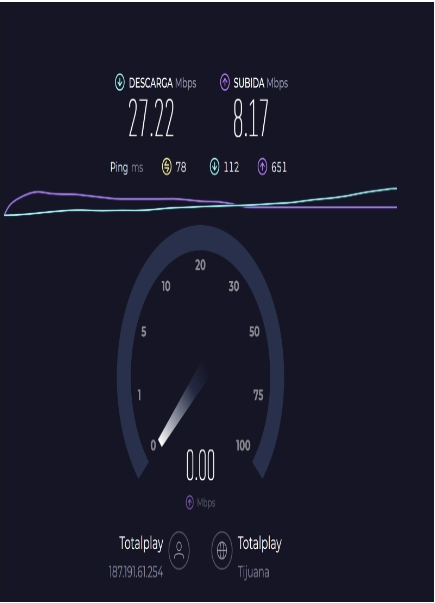 DESCARGA Mbps SUBIDA Mbps
27.22 8.17
Ping ms 78 112 651
20
10 30
5 50
1 75
0 100
0.00
Mbps
Totalplay Totalplay
187.191.61.254 Tijuana